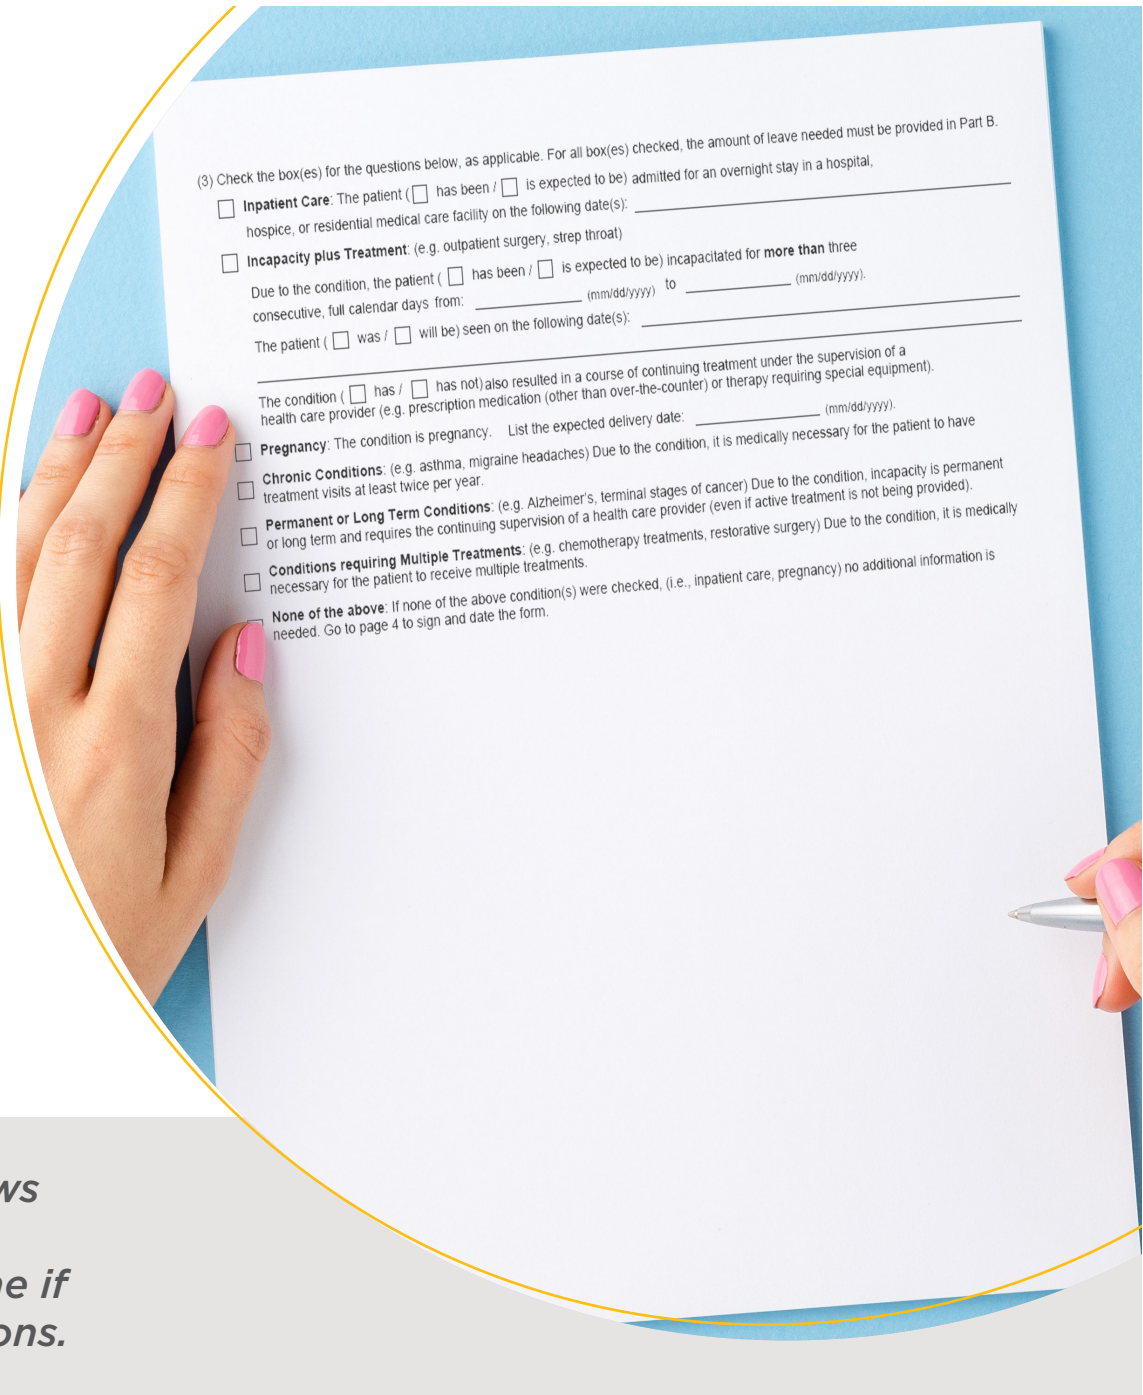 (3) Check the box(es) for the questions below, as applicable. For all box(es) checked, the amount of leave needed must be provided in Part B.
Inpatient Care: The patient ( has been / is expected to be) admitted for an overnight stay in a hospital,
hospice, or residential medical care facility on the following date(s):
Incapacity plus Treatment: (e.g. outpatient surgery, strep throat)
Due to the condition, the patient ( has been / is expected to be) incapacitated for more than three
consecutive, full calendar days from: (mm/dd/yyyy) to (mm/dd/yyyy).
The patient ( was / will be) seen on the following date(s):
The condition ( has / has not) also resulted in a course of continuing treatment under the supervision of a
health care provider (e.g. prescription medication (other than over-the-counter) or therapy requiring special equipment).
Pregnancy: The condition is pregnancy. List the expected delivery date: (mm/dd/yyyy).
Chronic Conditions: (e.g. asthma, migraine headaches) Due to the condition, it is medically necessary for the patient to have
treatment visits at least twice per year.
Permanent or Long Term Conditions: (e.g. Alzheimer's, terminal stages of cancer) Due to the condition, incapacity is permanent
or long term and requires the continuing supervision of a health care provider (even if active treatment is not being provided).
Conditions requiring Multiple Treatments: (e.g. chemotherapy treatments, restorative surgery) Due to the condition, it is medically
necessary for the patient to receive multiple treatments.
None of the above: If none of the above condition(s) were checked, (i.e., inpatient care, pregnancy) no additional information is
needed. Go to page 4 to sign and date the form.
if